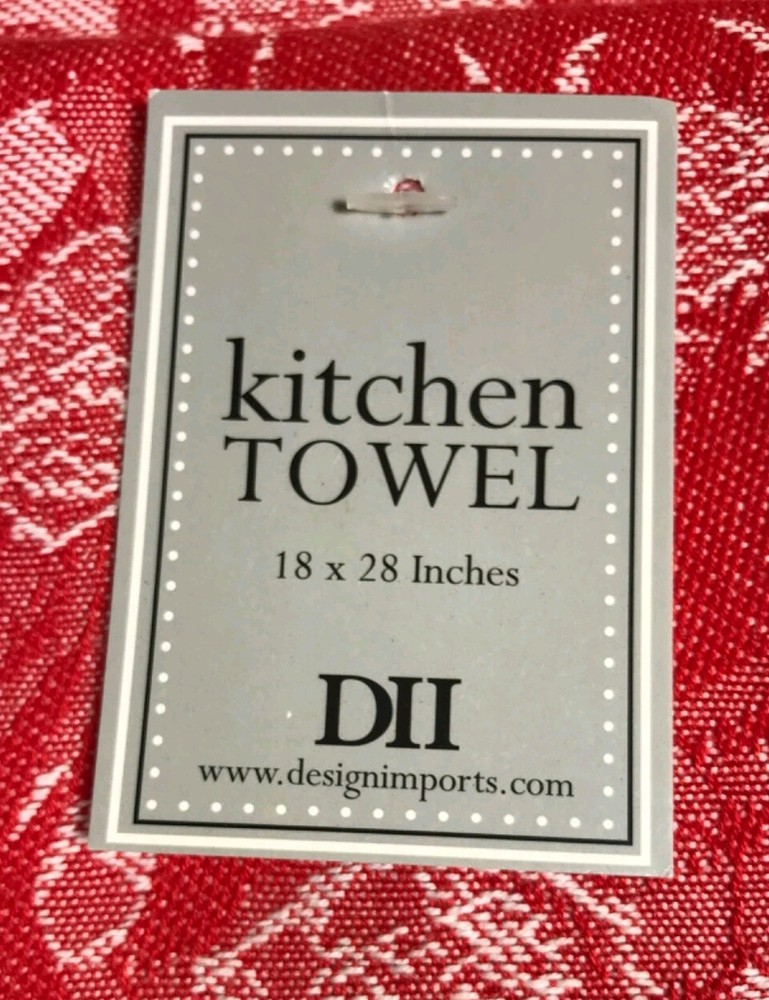 kitchen
TOWEL
18 x 28 Inches
DII
www.designimports.com